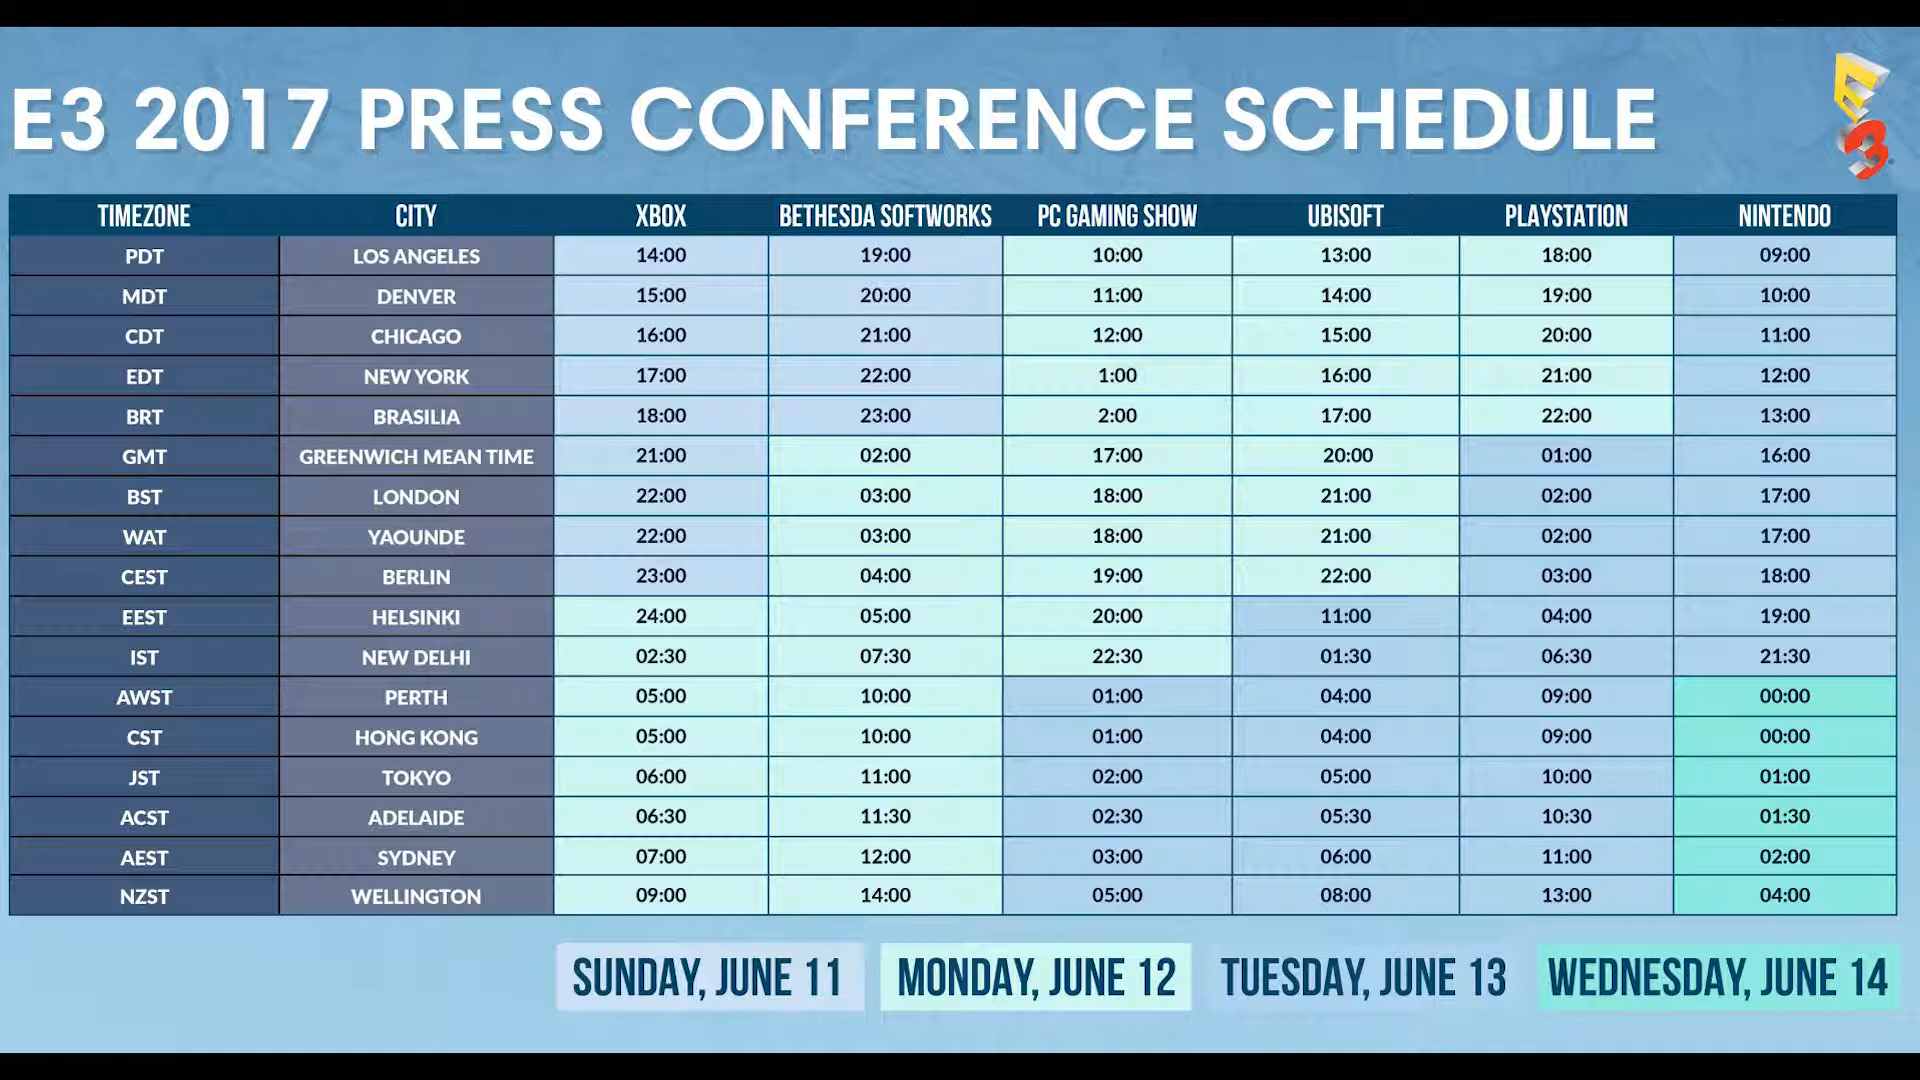 E3 2017 PRESS CONFERENCE SCHEDULE
E3
TIMEZONE CITY XBOX BETHESDA SOFTWORKS PC GAMING SHOW UBISOFT PLAYSTATION NINTENDO
PDT LOS ANGELES 14:00 19:00 10:00 13:00 18:00 09:00
MDT DENVER 15:00 20:00 11:00 14:00 19:00 10:00
CDT CHICAGO 16:00 21:00 12:00 15:00 20:00 11:00
EDT NEW YORK 17:00 22:00 1:00 16:00 21:00 12:00
BRT BRASILIA 18:00 23:00 2:00 17:00 22:00 13:00
GMT GREENWICH MEAN TIME 21:00 02:00 17:00 20:00 01:00 16:00
BST LONDON 22:00 03:00 18:00 21:00 02:00 17:00
WAT YAOUNDE 22:00 03:00 18:00 21:00 02:00 17:00
CEST BERLIN 23:00 04:00 19:00 22:00 03:00 18:00
EEST HELSINKI 24:00 05:00 20:00 11:00 04:00 19:00
IST NEW DELHI 02:30 07:30 22:30 01:30 06:30 21:30
AWST PERTH 05:00 10:00 01:00 04:00 09:00 00:00
CST HONG KONG 05:00 10:00 01:00 04:00 09:00 00:00
JST TOKYO 06:00 11:00 02:00 05:00 10:00 01:00
ACST ADELAIDE 06:30 11:30 02:30 05:30 10:30 01:30
AEST SYDNEY 07:00 12:00 03:00 06:00 11:00 02:00
NZST WELLINGTON 09:00 14:00 05:00 08:00 13:00 04:00
SUNDAY, JUNE 11 MONDAY, JUNE 12 TUESDAY, JUNE 13 WEDNESDAY, JUNE 14